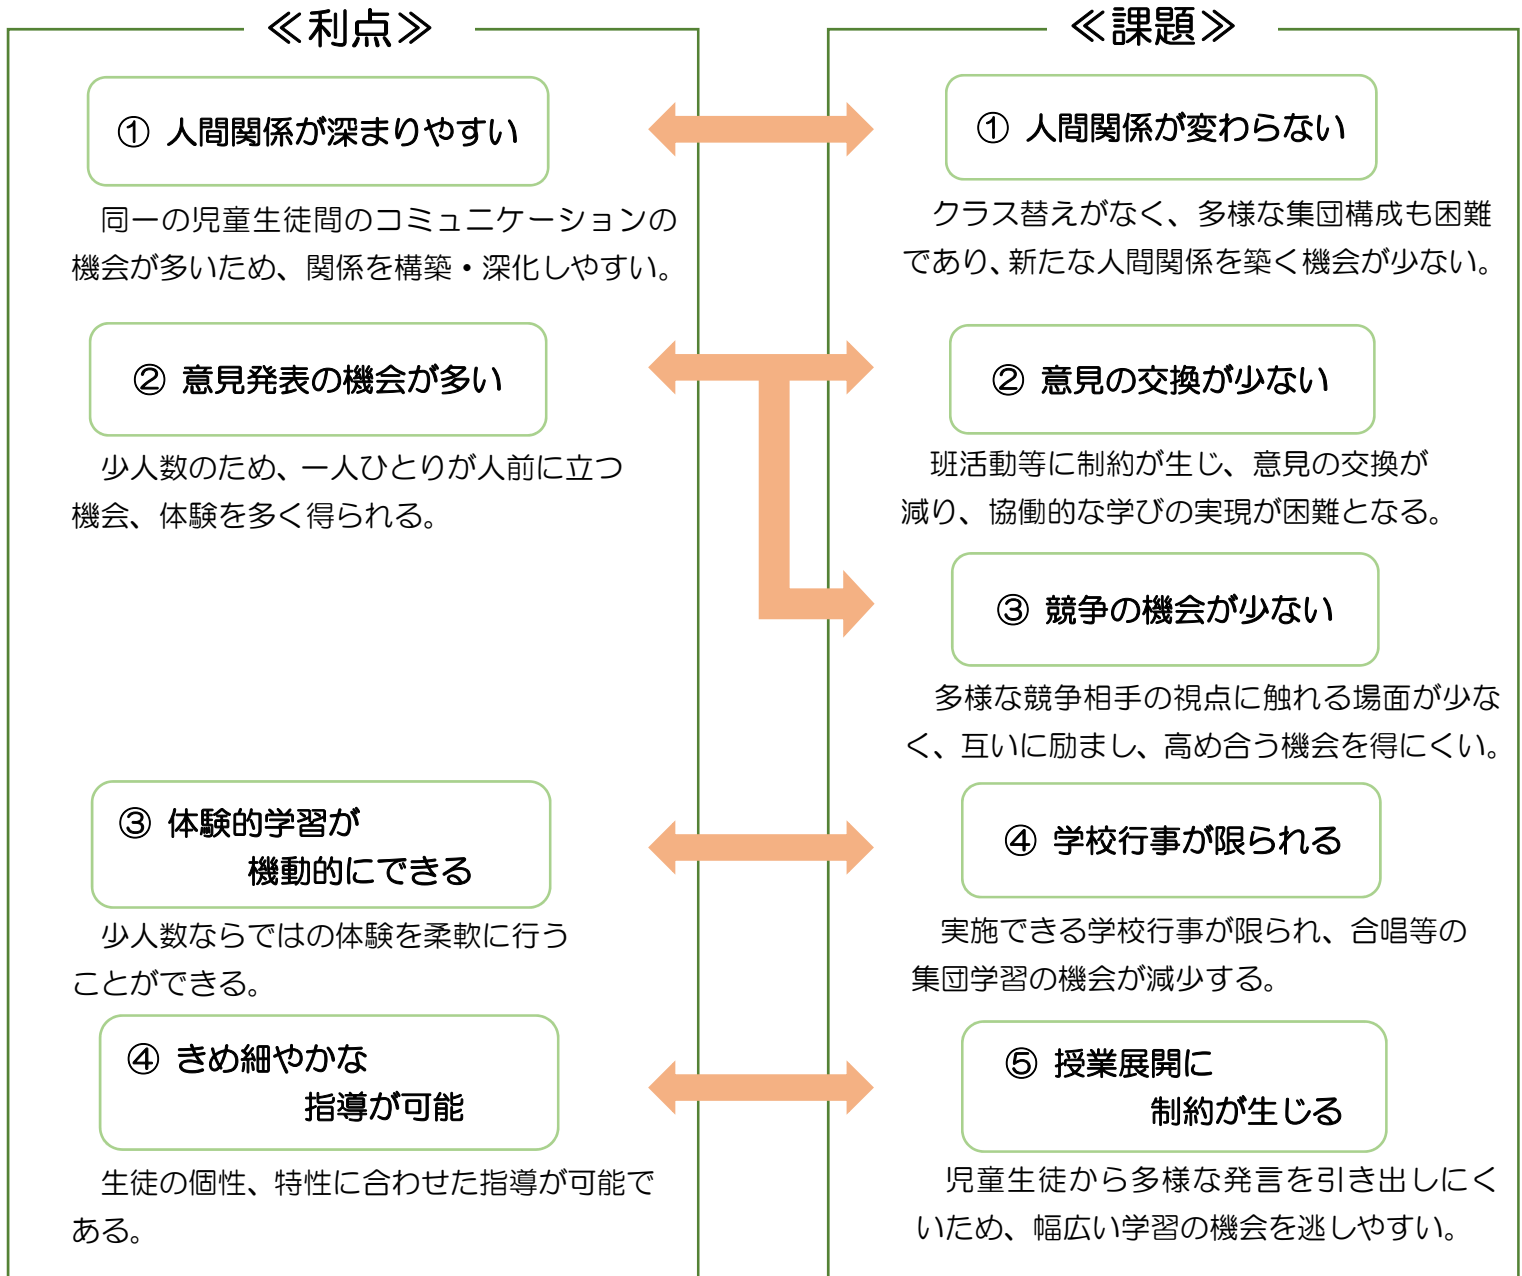 ≪利点≫
① 人間関係が深まりやすい
同一の児童生徒間のコミュニケーションの
機会が多いため、関係を構築・深化しやすい。
② 意見発表の機会が多い
少人数のため、一人ひとりが人前に立つ
機会、体験を多く得られる。
③ 体験的学習が
機動的にできる
少人数ならではの体験を柔軟に行う
ことができる。
④ きめ細やかな
指導が可能
生徒の個性、特性に合わせた指導が可能で
ある。
≪課題≫
① 人間関係が変わらない
クラス替えがなく、多様な集団構成も困難
であり、新たな人間関係を築く機会が少ない。
② 意見の交換が少ない
班活動等に制約が生じ、意見の交換が
減り、協働的な学びの実現が困難となる。
③ 競争の機会が少ない
多様な競争相手の視点に触れる場面が少な
く、互いに励まし、高め合う機会を得にくい。
④ 学校行事が限られる
実施できる学校行事が限られ、合唱等の
集団学習の機会が減少する。
⑤ 授業展開に
制約が生じる
児童生徒から多様な発言を引き出しにく
いため、幅広い学習の機会を逃しやすい。